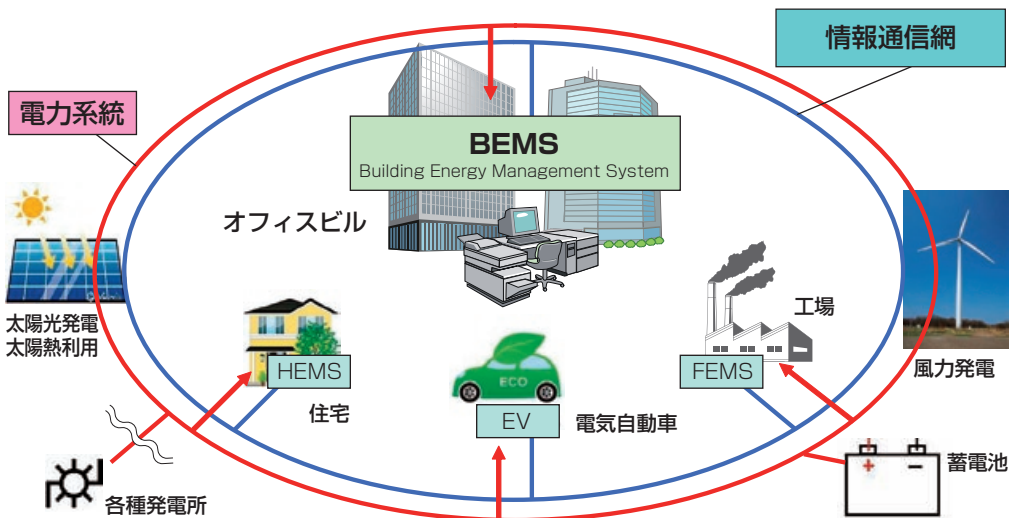 情報通信網
電力系統
BEMS
Building Energy Management System
オフィスビル
太陽光発電
太陽熱利用
工場
HEMS
FEMS
風力発電
住宅
ECO
EV
電気自動車
各種発電所
+
−
蓄電池